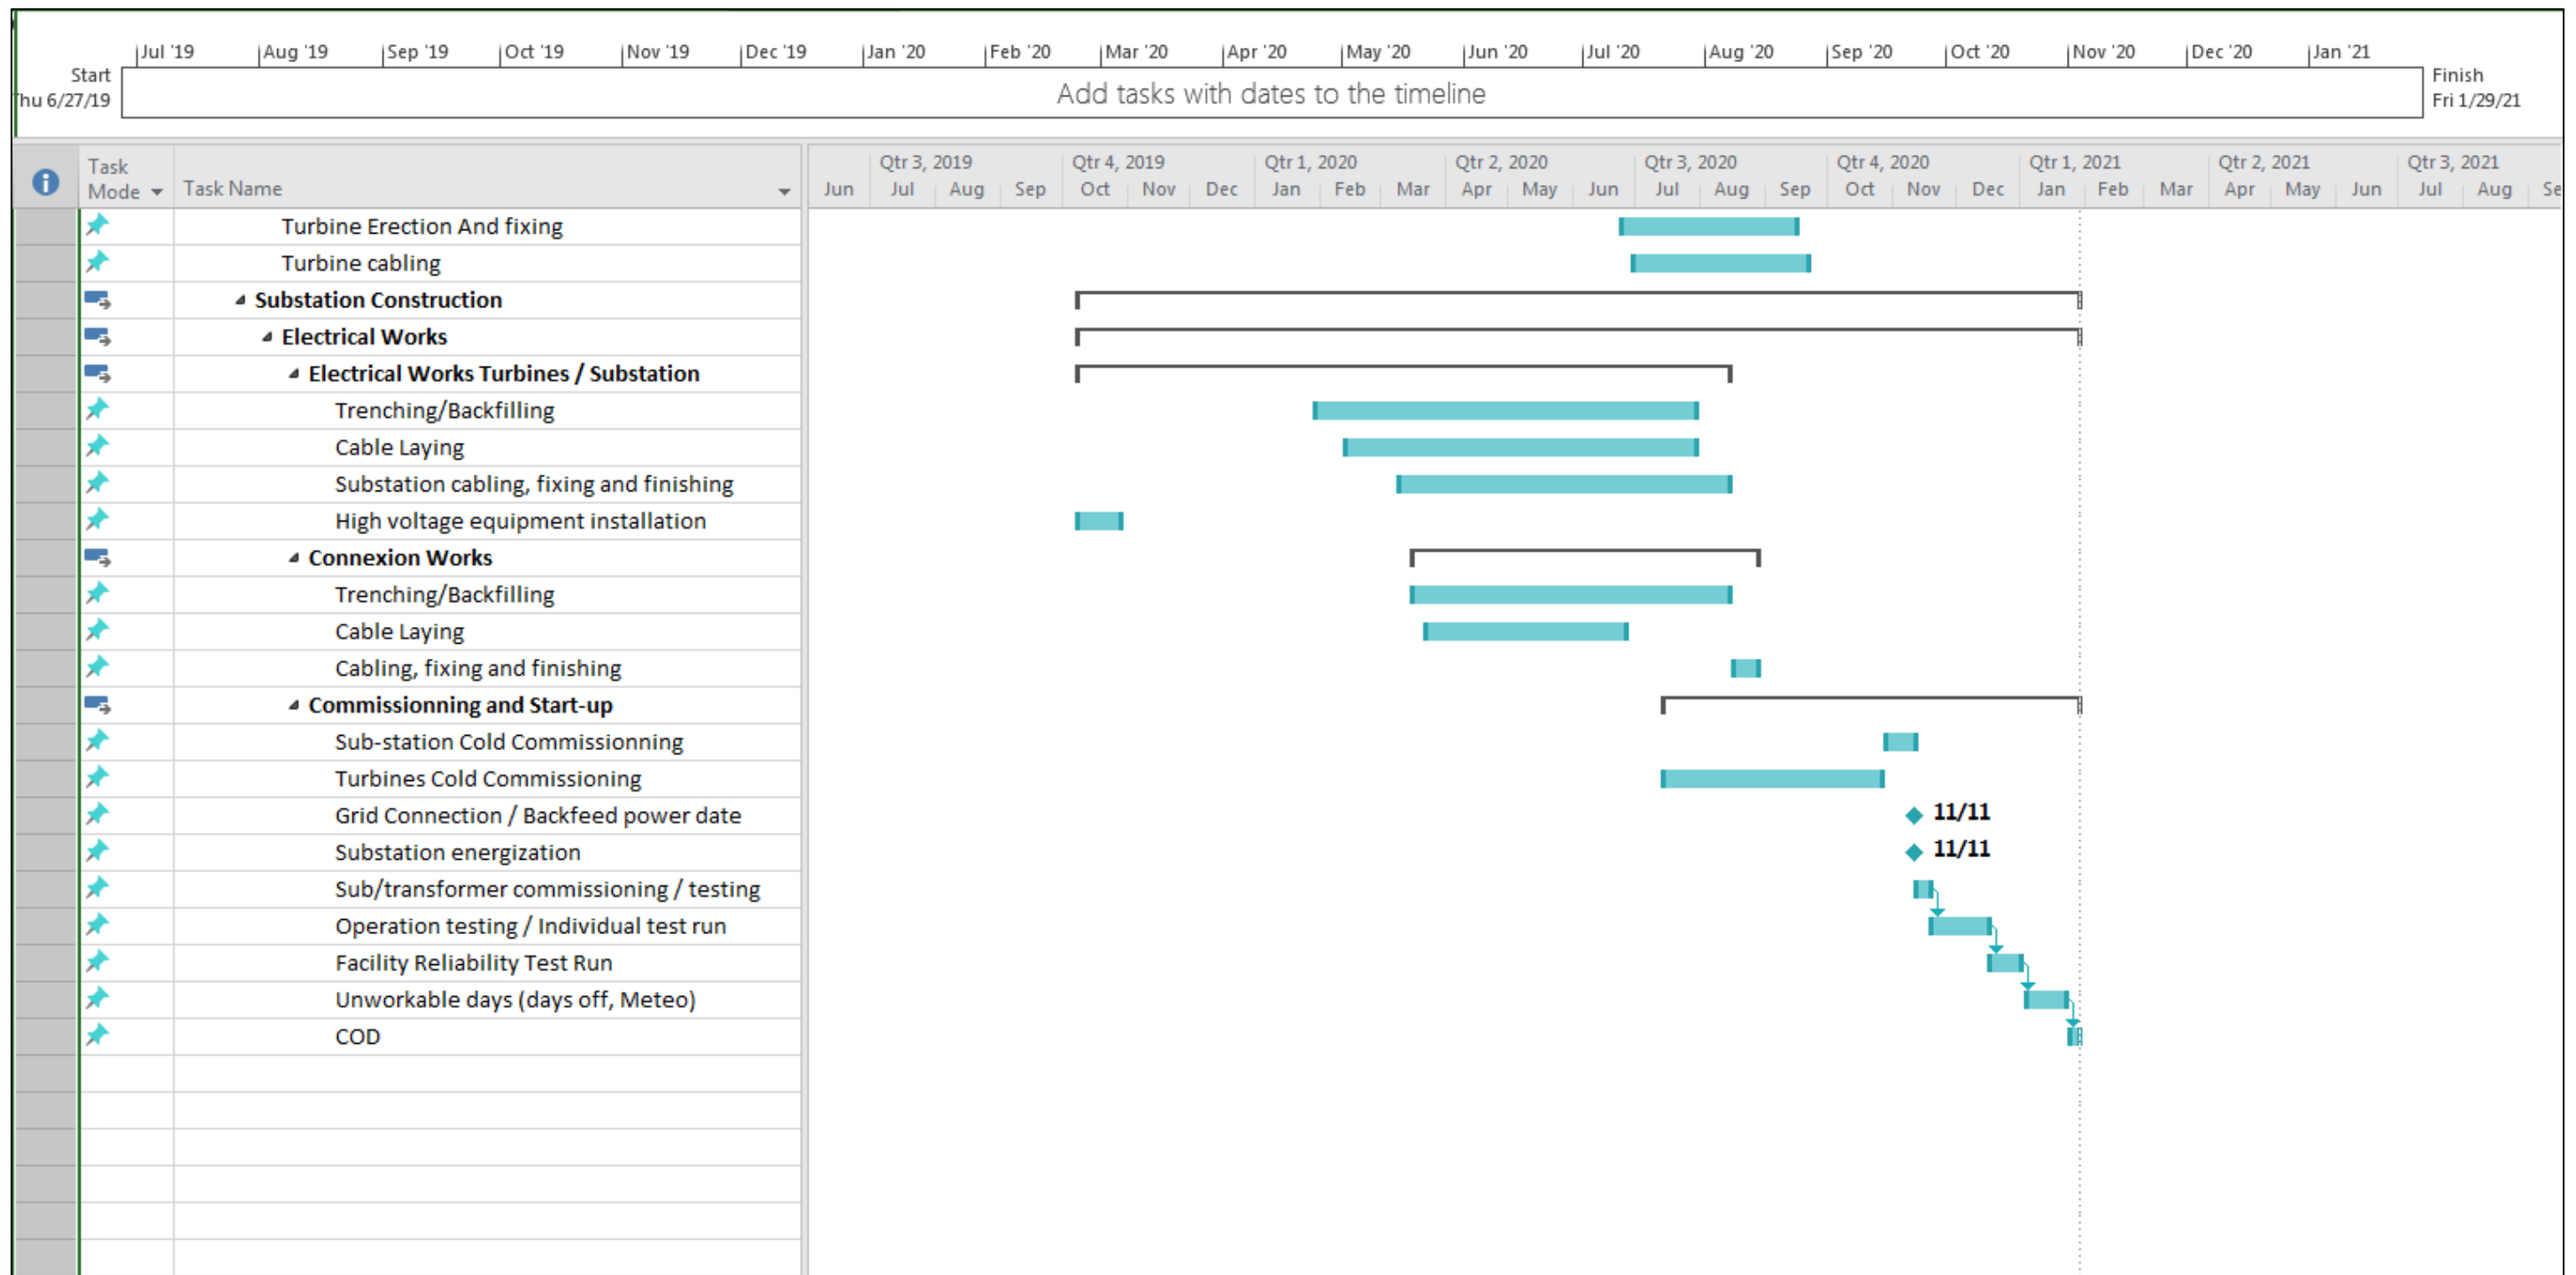 Jul '19 Aug '19 Sep '19 Oct '19 Nov '19 Dec '19 Jan '20 Feb '20 Mar '20 Apr '20 May '20 Jun '20 Jul '20 Aug '20 Sep '20 Oct '20 Nov '20 Dec '20 Jan '21
Start
hu 6/27/19
Add tasks with dates to the timeline
Finish
Fri 1/29/21
Task Mode
Task Name
Qtr 3, 2019 Qtr 4, 2019 Qtr 1, 2020 Qtr 2, 2020 Qtr 3, 2020 Qtr 4, 2020 Qtr 1, 2021 Qtr 2, 2021 Qtr 3, 2021
Jun Jul Aug Sep Oct Nov Dec Jan Feb Mar Apr May Jun Jul Aug Sep Oct Nov Dec Jan Feb Mar Apr May Jun Jul Aug Se
Turbine Erection And fixing
Turbine cabling
Substation Construction
Electrical Works
Electrical Works Turbines / Substation
Trenching/Backfilling
Cable Laying
Substation cabling, fixing and finishing
High voltage equipment installation
Connexion Works
Trenching/Backfilling
Cable Laying
Cabling, fixing and finishing
Commissionning and Start-up
Sub-station Cold Commissionning
Turbines Cold Commissioning
Grid Connection / Backfeed power date 11/11
Substation energization 11/11
Sub/transformer commissioning / testing
Operation testing / Individual test run
Facility Reliability Test Run
Unworkable days (days off, Meteo)
COD